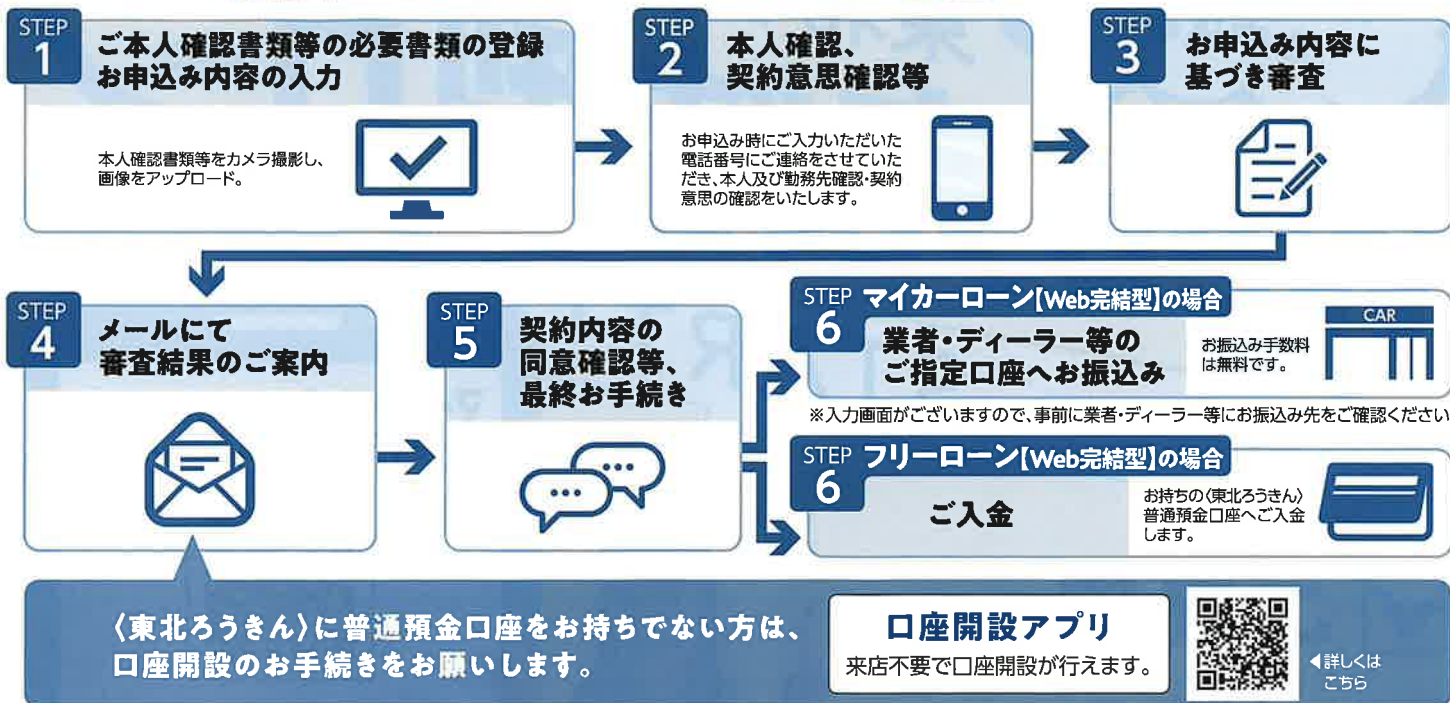 STEP
1
ご本人確認書類等の必要書類の登録
お申込み内容の入力
本人確認書類等をカメラ撮影し、
画像をアップロード。
STEP
2
本人確認、
契約意思確認等
お申込み時にご入力いただいた
電話番号にご連絡をさせていた
だき、本人及び勤務先確認・契約
意思の確認をいたします。
STEP
3
お申込み内容に
基づき審査
STEP
4
メールにて
審査結果のご案内
STEP
5
契約内容の
同意確認等、
最終お手続き
STEP
6
マイカーローン【Web完結型】の場合
業者・ディーラー等の
ご指定口座へお振込み
お振込み手数料
は無料です。
CAR
※入力画面がございますので、事前に業者・ディーラー等にお振込み先をご確認ください
STEP
6
フリーローン【Web完結型】の場合
ご入金
お持ちの〈東北ろうきん〉
普通預金口座へご入金
します。
〈東北ろうきん〉に普通預金口座をお持ちでない方は、
口座開設のお手続きをお願いします。
口座開設アプリ
来店不要で口座開設が行えます。
◀詳しくは
こちら